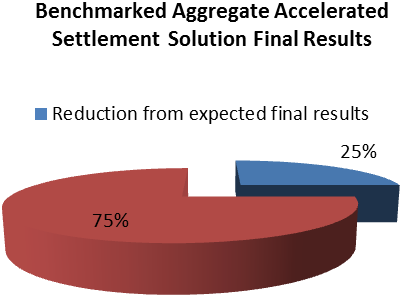 Benchmarked Aggregate Accelerated
Settlement Solution Final Results
Reduction from expected final results
25%
75%